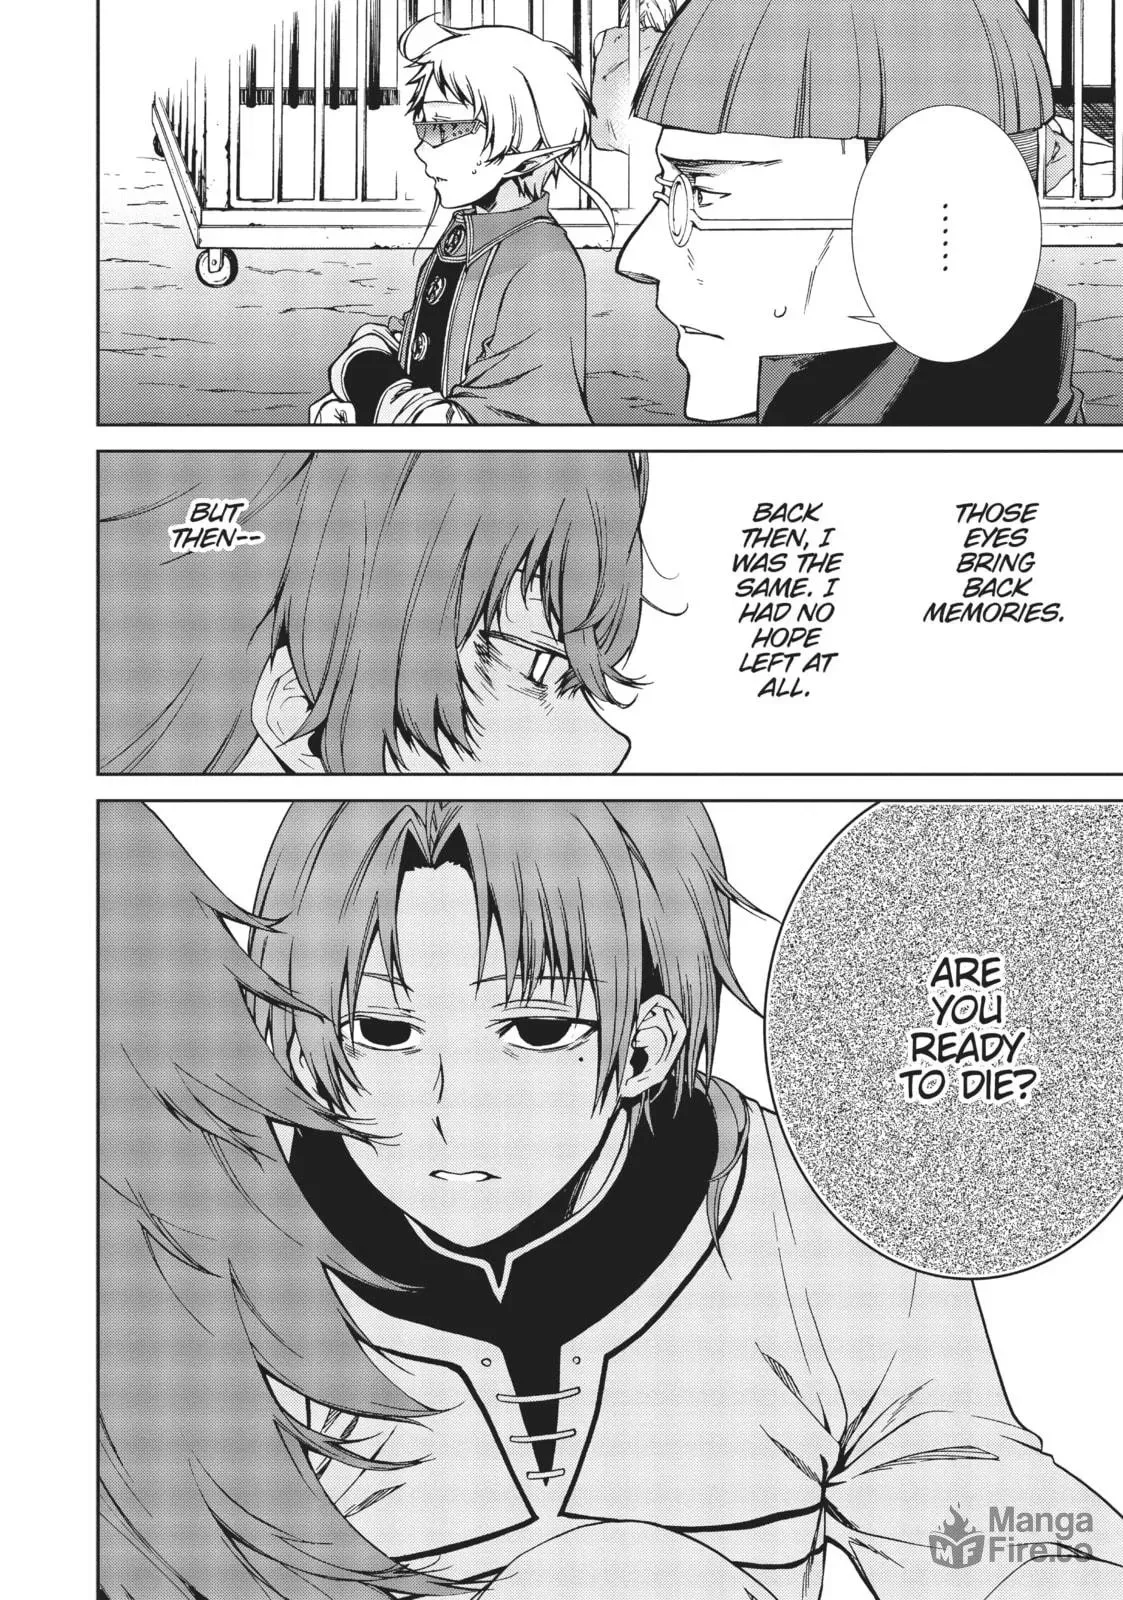 ......
THOSE
EYES
BRING
BACK
MEMORIES.
BACK
THEN, I
WAS THE
SAME. I
HAD NO
HOPE
LEFT AT
ALL.
BUT
THEN--
ARE
YOU
READY
TO DIE?
Manga
Fire.to
MF